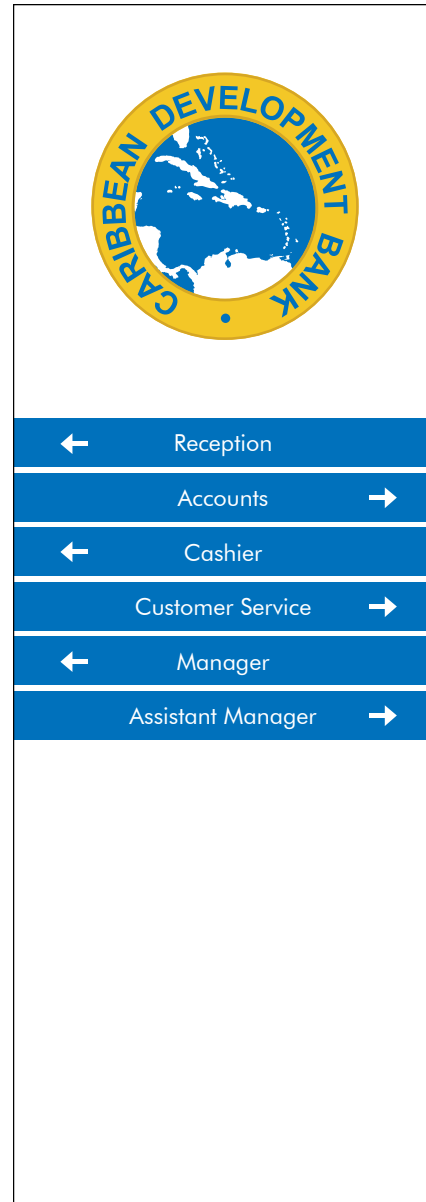 CARIBBEAN DEVELOPMENT BANK
Reception
Accounts
Cashier
Customer Service
Manager
Assistant Manager